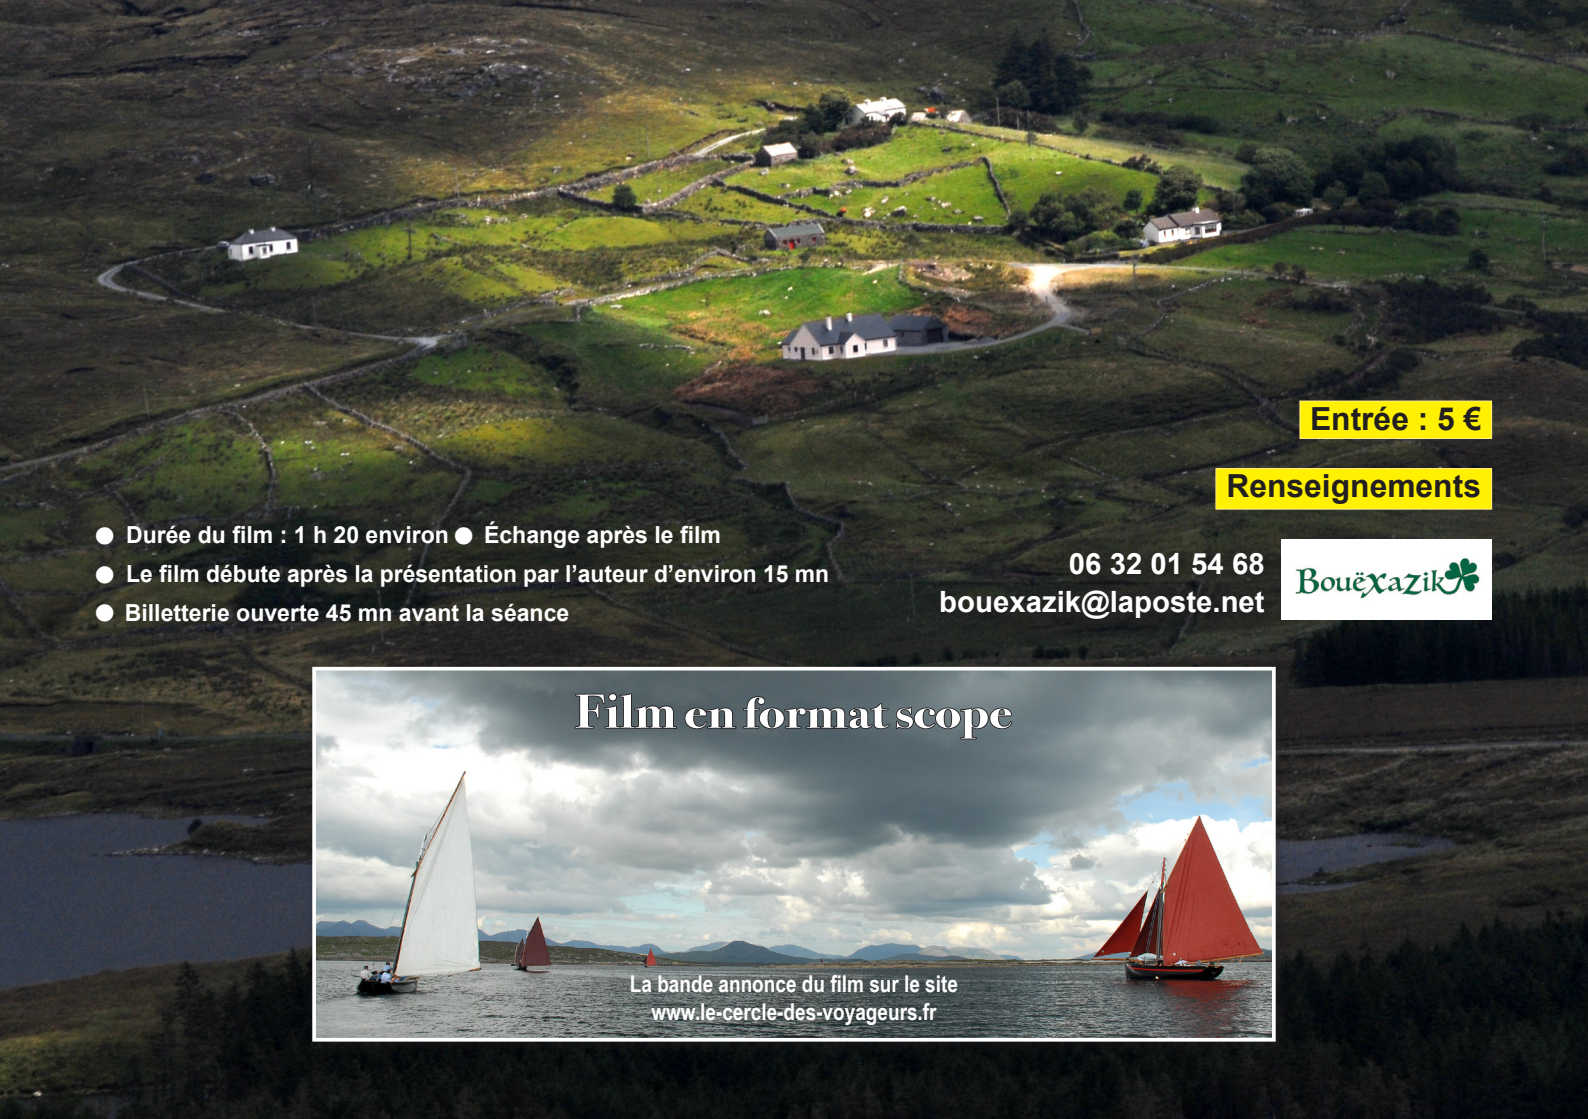 Entrée : 5 €
Renseignements
● Durée du film : 1 h 20 environ ● Échange après le film
● Le film débute après la présentation par l’auteur d’environ 15 mn
● Billetterie ouverte 45 mn avant la séance
06 32 01 54 68
bouexazik@laposte.net
Bouëxazik
Film en format scope
La bande annonce du film sur le site
www.le-cercle-des-voyageurs.fr